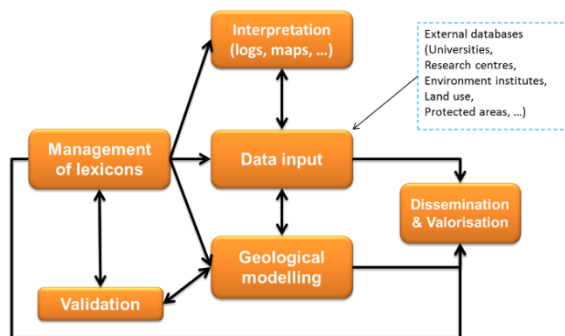 Interpretation
(logs, maps, ...)
External databases
(Universities,
Research centres,
Environment institutes,
Land use,
Protected areas, ...)
Management
of lexicons
Data input
Dissemination
& Valorisation
Geological
modelling
Validation